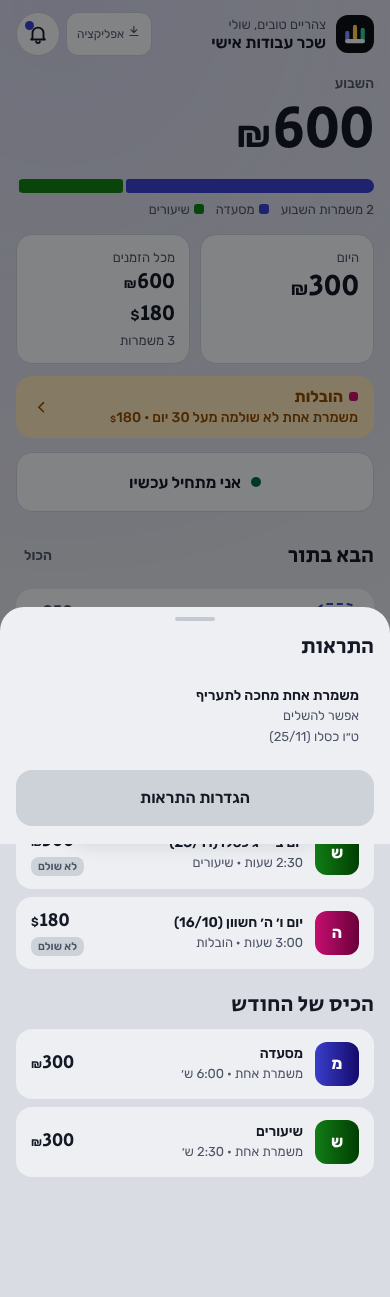 צהריים טובים, שולי
שכר עבודות אישי
אפליקציה
השבוע
₪600
2 משמרות השבוע
מסעדה
שיעורים
היום
₪300
מכל הזמנים
₪600
$180
3 משמרות
הובלות
משמרת אחת לא שולמה מעל 30 יום • $180
אני מתחיל עכשיו
הבא בתור
הכול
התראות
משמרת אחת מחכה לתעריף
אפשר להשלים
ט״ו כסלו (25/11)
הגדרות התראות
ש
2:30 שעות • שיעורים
לא שולם
ה
יום ו׳ ה׳ חשוון (16/10)
3:00 שעות • הובלות
$180
לא שולם
הכיס של החודש
מ
מסעדה
משמרת אחת • 6:00 ש׳
₪300
ש
שיעורים
משמרת אחת • 2:30 ש׳
₪300